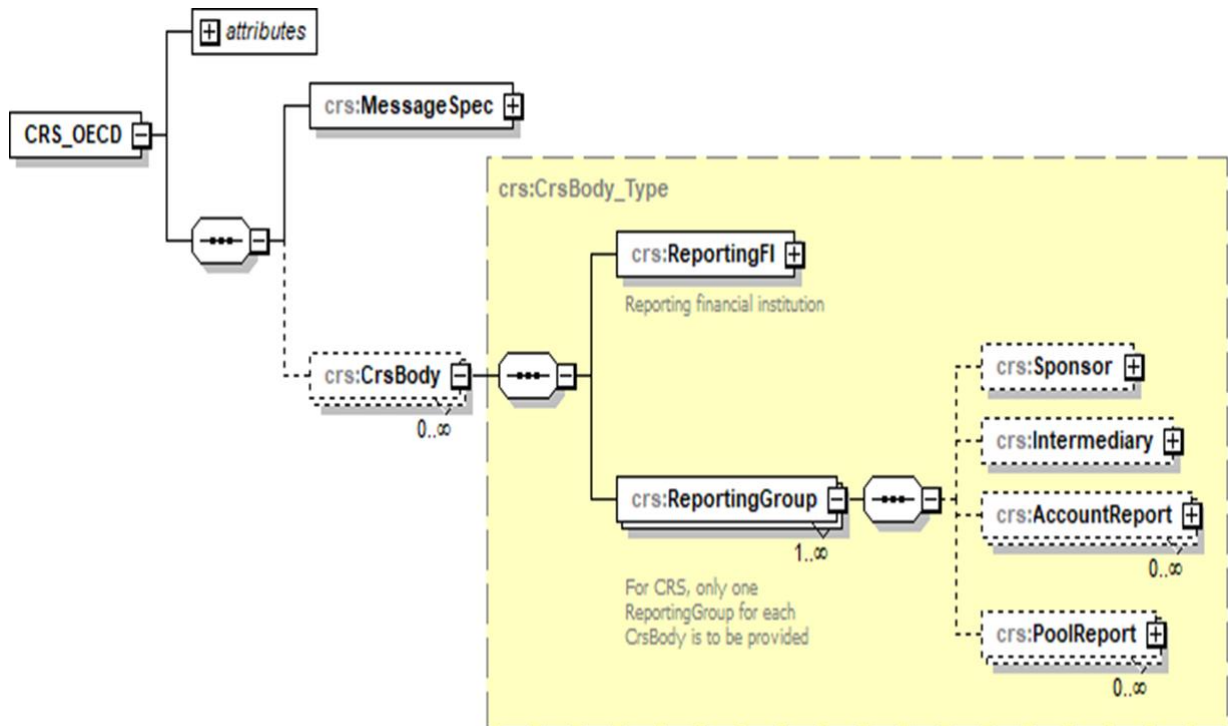 attributes
crs:MessageSpec
CRS_OECD
crs:CrsBody_Type
crs:ReportingFI
Reporting financial institution
crs:CrsBody
0..∞
crs:Sponsor
crs:Intermediary
crs:ReportingGroup
1..∞
crs:AccountReport
0..∞
For CRS, only one
ReportingGroup for each
CrsBody is to be provided
crs:PoolReport
0..∞